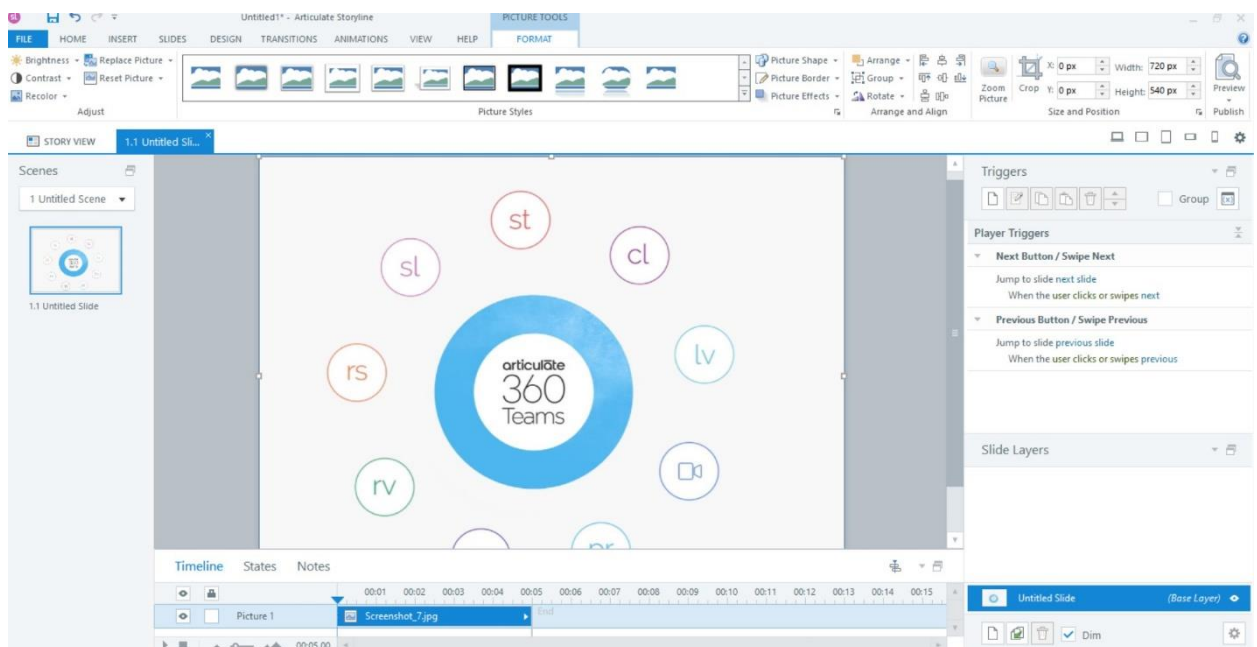 sl
Untitled1* - Articulate Storyline
PICTURE TOOLS
FILE HOME INSERT SLIDES DESIGN TRANSITIONS ANIMATIONS VIEW HELP FORMAT
Brightness Replace Picture
Contrast Reset Picture
Recolor
Adjust
Picture Styles
Picture Shape
Picture Border
Picture Effects
Arrange
Group
Rotate
Arrange and Align
Zoom Picture
Crop
X: 0 px Width: 720 px
Y: 0 px Height: 540 px
Size and Position
Preview
Publish
STORY VIEW 1.1 Untitled Sli...
Scenes
1 Untitled Scene
1.1 Untitled Slide
st
cl
sl
lv
rs
articulāte
360
Teams
rv
pr
Timeline States Notes
00:01 00:02 00:03 00:04 00:05 00:06 00:07 00:08 00:09 00:10 00:11 00:12 00:13 00:14 00:15
Picture 1 Screenshot_7.jpg End
00:05.00
Triggers
Group
Player Triggers
Next Button / Swipe Next
Jump to slide next slide
When the user clicks or swipes next
Previous Button / Swipe Previous
Jump to slide previous slide
When the user clicks or swipes previous
Slide Layers
Untitled Slide (Base Layer)
Dim